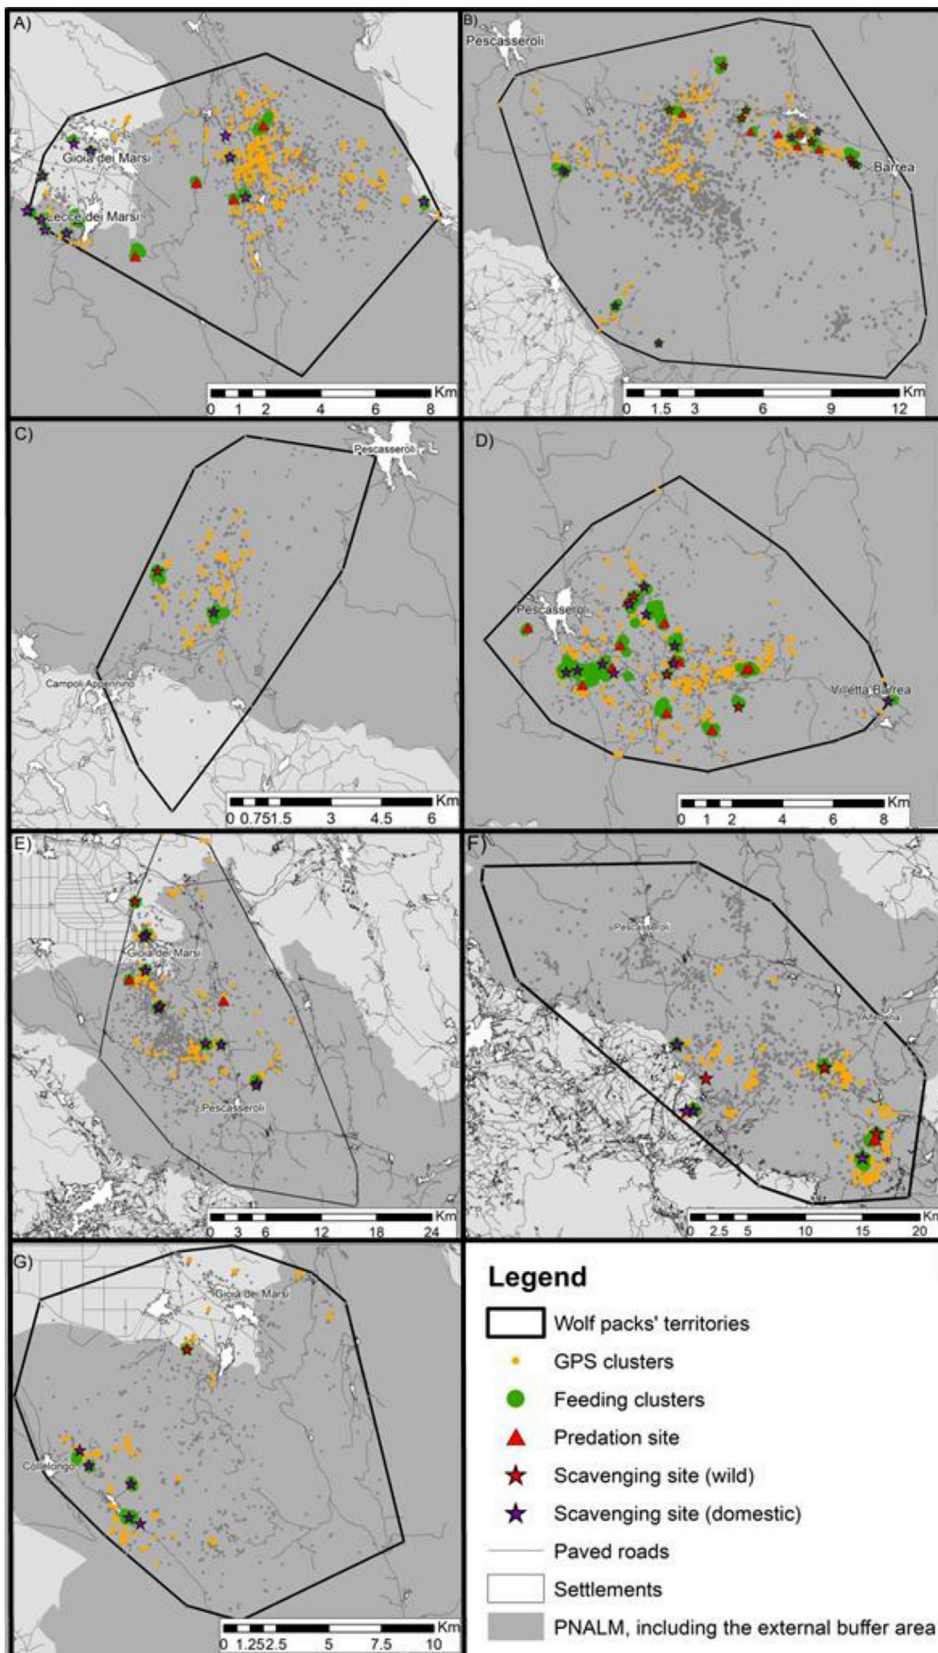 A)
Gioia dei Marsi
Lecce dei Marsi
Km
0 1 2 4 6 8
B)
Pescasseroli
Barrea
Km
0 1.5 3 6 9 12
C)
Pescasseroli
Campoli Appennino
Km
0 0.75 1.5 3 4.5 6
D)
Pescasseroli
Villetta Barrea
Km
0 1 2 4 6 8
E)
Gioia dei Marsi
Pescasseroli
Km
0 3 6 12 18 24
F)
Pescasseroli
Alfedena
Km
0 2.5 5 10 15 20
G)
Gioia dei Marsi
Collelongo
Km
0 1.25 2.5 5 7.5 10
Legend
Wolf packs' territories
GPS clusters
Feeding clusters
Predation site
Scavenging site (wild)
Scavenging site (domestic)
Paved roads
Settlements
PNALM, including the external buffer area